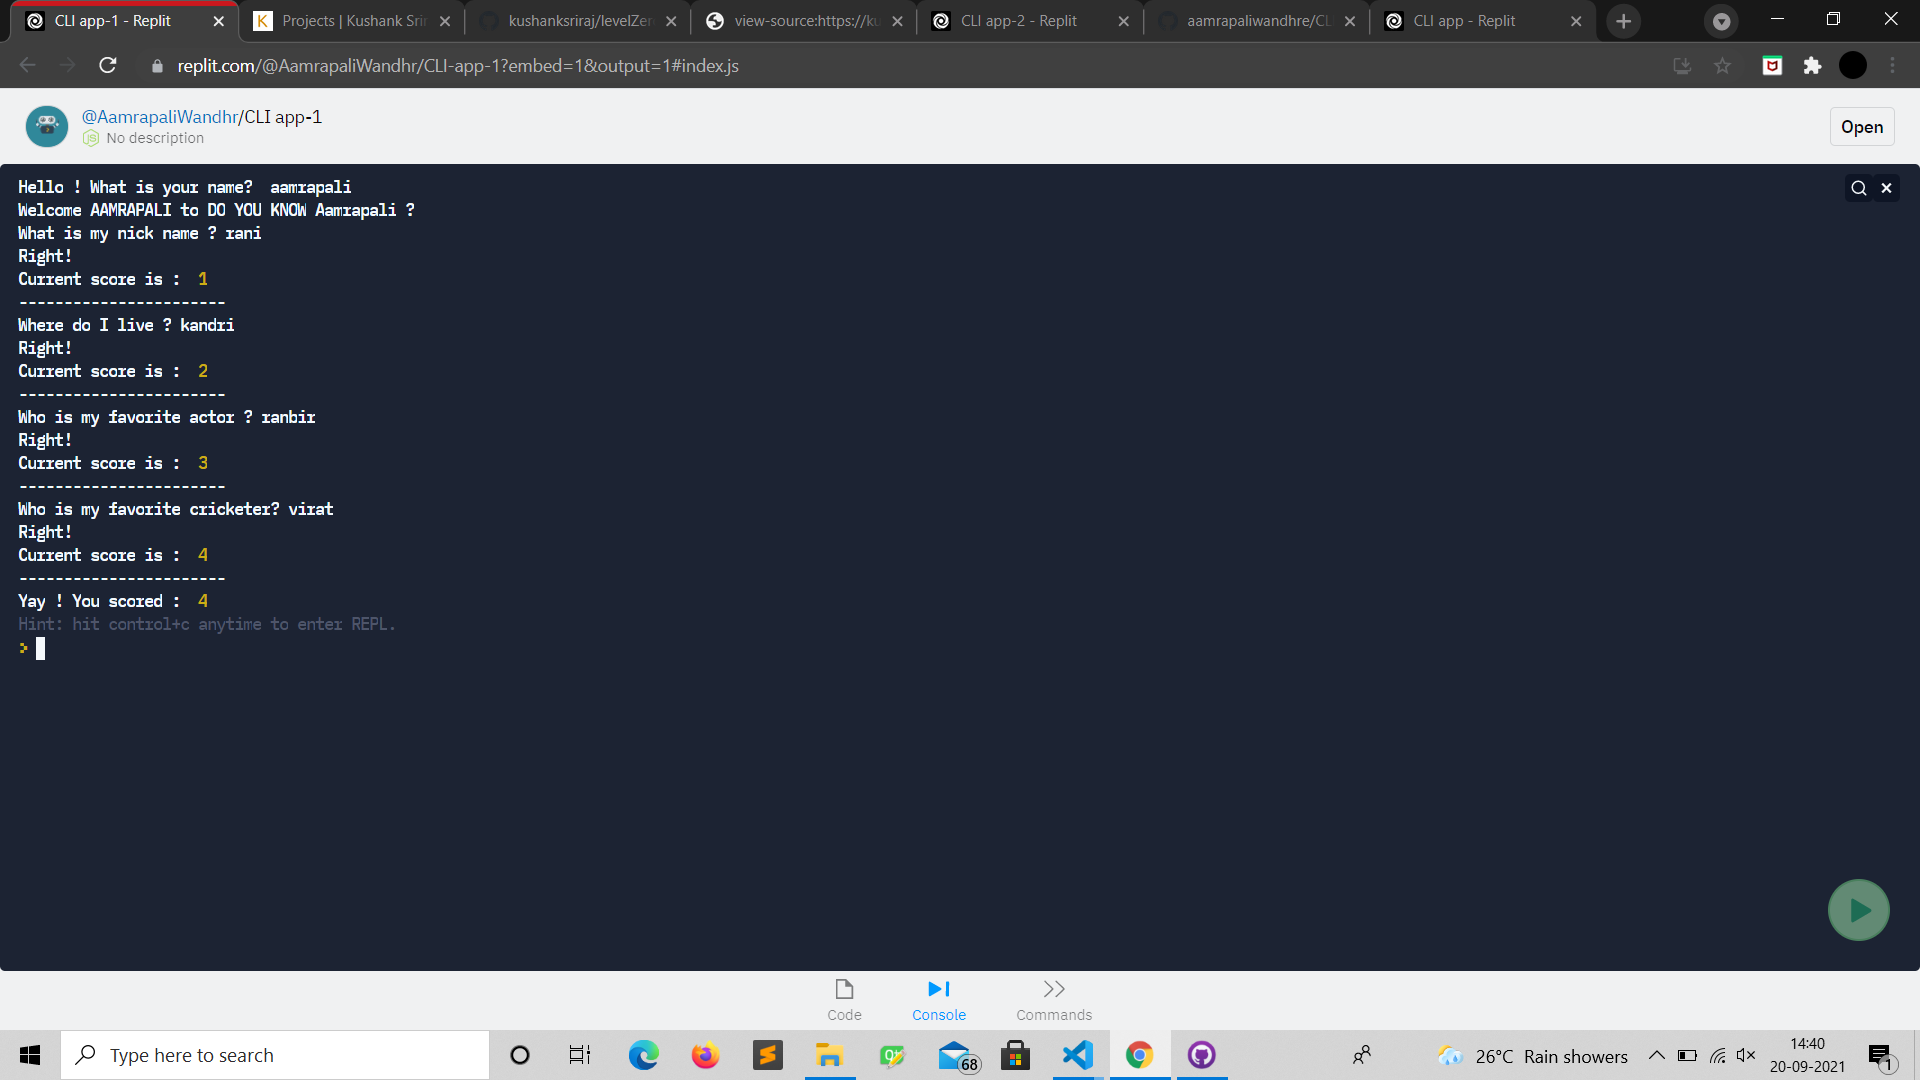 CLI app-1 - Replit
Projects | Kushank Srir
kushanksriraj/levelZer
view-source:https://ku
CLI app-2 - Replit
aamrapaliwandhre/CL
CLI app - Replit
replit.com/@AamrapaliWandhr/CLI-app-1?embed=1&output=1#index.js
@AamrapaliWandhr/CLI app-1
No description
Open
Hello ! What is your name?  aamrapali
Welcome AAMRAPALI to DO YOU KNOW Aamrapali ?
What is my nick name ? rani
Right!
Current score is :  1
-----------------------
Where do I live ? kandri
Right!
Current score is :  2
-----------------------
Who is my favorite actor ? ranbir
Right!
Current score is :  3
-----------------------
Who is my favorite cricketer? virat
Right!
Current score is :  4
-----------------------
Yay ! You scored :  4
Hint: hit control+c anytime to enter REPL.
>
Code
Console
Commands
Type here to search
68
26°C Rain showers
14:40
20-09-2021
1